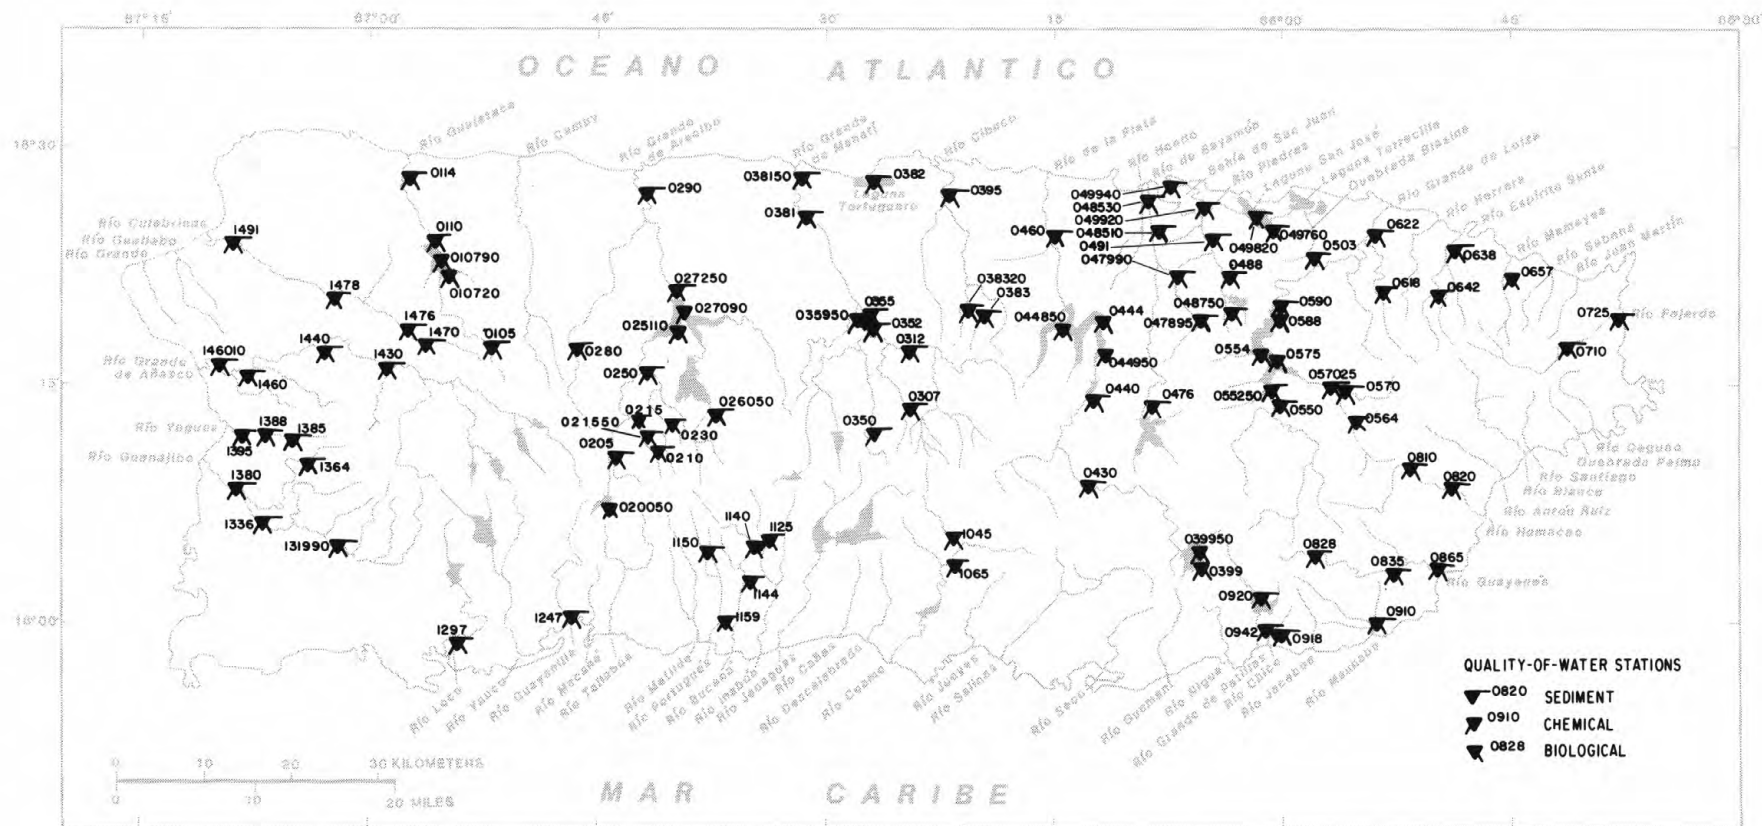 67°15' 67°00' 45' 30' 15' 66°00' 45'
OCEANO ATLANTICO
18°30'
15'
18°00'
Río Guajataca
Río Camuy
Río Grande
de Arecibo
Río Grande
de Manatí
Río Cibuco
Río de la Plata
Río Hondo
Río de Bayamón
Bahía de San Juan
Río Piedras
Laguna San José
Laguna Torrecilla
Quebrada Blasina
Río Grande de Loíza
Río Herrera
Río Espíritu Santo
Río Mameyes
Río Sabana
Río Juan Martín
Río Fajardo
Río Culebrinas
Río Guayabo
Río Grande
Río Grande
de Añasco
Río Yagüez
Río Guanajibo
Laguna
Tortuguero
0114
0290
038150
0382
0395
049940
048530
049920
048510
0491
047990
0460
0381
1491
0110
010790
010720
049820
049760
0622
0503
0638
1478
027250
027090
025110
038320
0383
0355
035950
0352
0312
044850
0444
047895
048750
0488
0590
0588
0618
0642
0657
0725
0710
1476
1470
0105
0280
0250
1440
1430
146010
1460
044950
0554
0575
057025
0570
055250
0550
0564
0440
0476
0215
021550
0205
0230
0210
026050
0307
0350
1395
1388
1385
1364
1380
1336
131990
020050
0430
0810
0820
1140
1125
1150
1144
1159
1045
1065
039950
0399
0828
0835
0865
0920
0942
0918
0910
1247
1297
Río Daguao
Quebrada Palma
Río Santiago
Río Blanco
Río Antón Ruíz
Río Humacao
Río Guayanés
Río Loco
Río Yauco
Río Guayanilla
Río Macaná
Río Tallaboa
Río Matilde
Río Portugués
Río Bucaná
Río Inabón
Río Jacaguas
Río Cañas
Río Descalabrado
Río Coamo
Río Jueyes
Río Salinas
Río Seco
Río Guamaní
Río Nigua
Río Grande de Patillas
Río Chico
Río Jacaboa
Río Maunabo
QUALITY-OF-WATER STATIONS
0820 SEDIMENT
0910 CHEMICAL
0828 BIOLOGICAL
0 10 20 30 KILOMETERS
0 10 20 MILES
MAR CARIBE